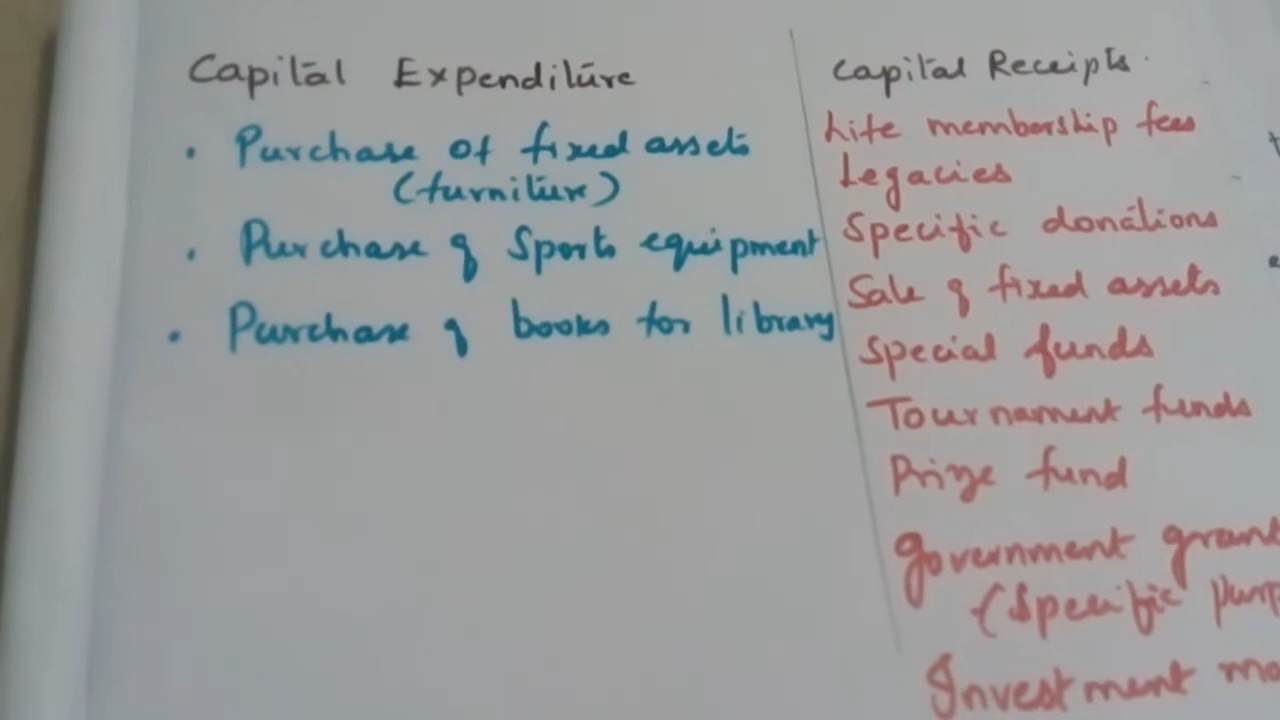 Capital Expenditure
• Purchase of fixed assets
(furniture)
• Purchase of Sports equipment
• Purchase of books for library
Capital Receipts
Life membership fees
Legacies
Specific donations
Sale of fixed assets
Special funds
Tournament funds
Prize fund
Government grant
(Specific purp
Investment ma